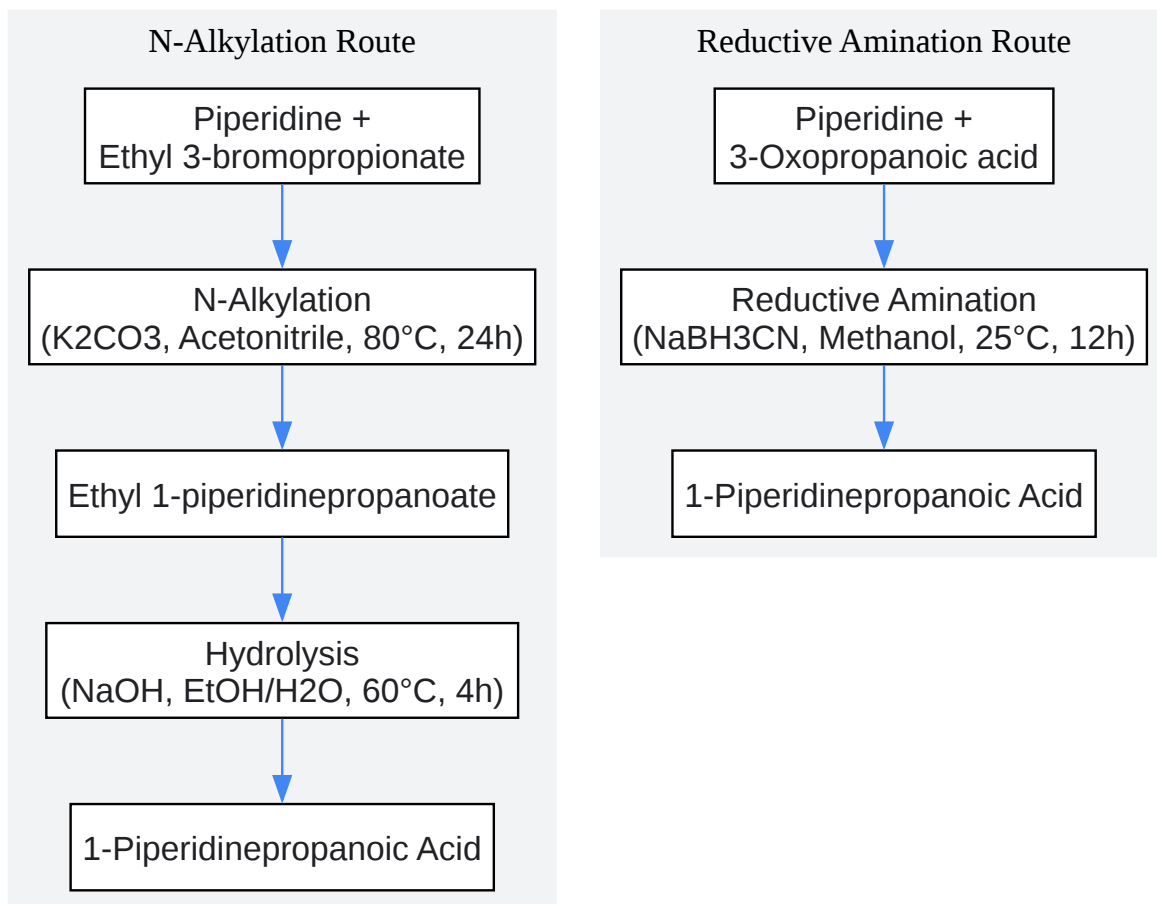 N-Alkylation Route
Piperidine +
Ethyl 3-bromopropionate
N-Alkylation
(K2CO3, Acetonitrile, 80°C, 24h)
Ethyl 1-piperidinepropanoate
Hydrolysis
(NaOH, EtOH/H2O, 60°C, 4h)
1-Piperidinepropanoic Acid
Reductive Amination Route
Piperidine +
3-Oxopropanoic acid
Reductive Amination
(NaBH3CN, Methanol, 25°C, 12h)
1-Piperidinepropanoic Acid